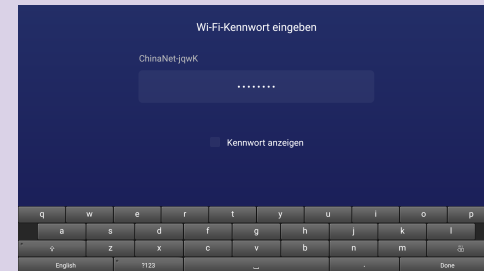 Wi-Fi-Kennwort eingeben
ChinaNet-jqwK
••••••••
Kennwort anzeigen
q w e r t y u i o p
a s d f g h j k l
z x c v b n m
English ?123 . Done